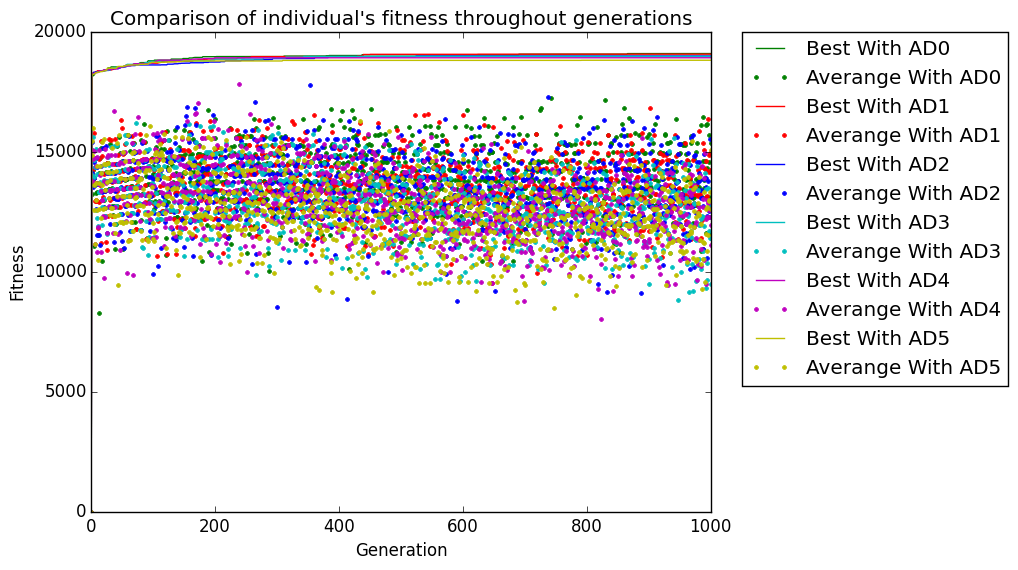 Comparison of individual's fitness throughout generations
20000
15000
10000
5000
0
Fitness
0 200 400 600 800 1000
Generation
Best With AD0
Averange With AD0
Best With AD1
Averange With AD1
Best With AD2
Averange With AD2
Best With AD3
Averange With AD3
Best With AD4
Averange With AD4
Best With AD5
Averange With AD5